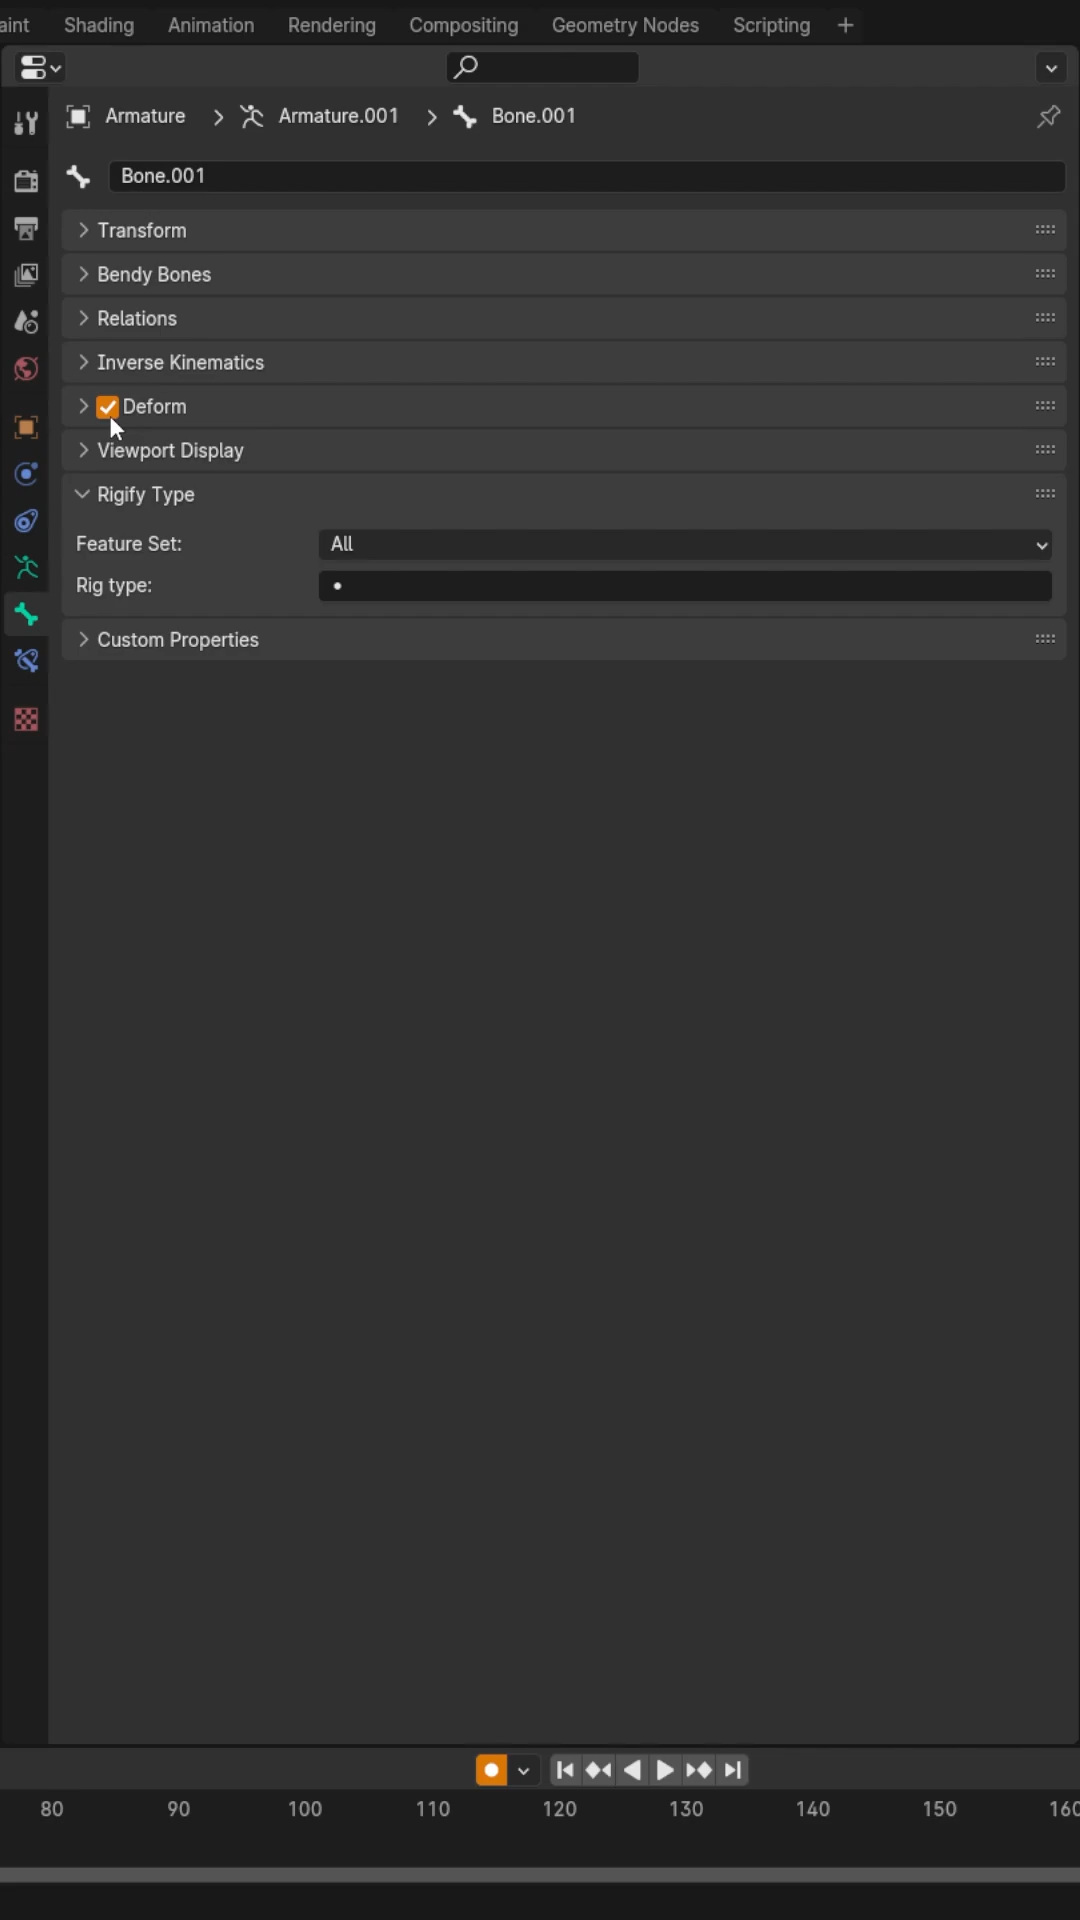 aint Shading Animation Rendering Compositing Geometry Nodes Scripting +
Armature > Armature.001 > Bone.001
Bone.001
Transform
Bendy Bones
Relations
Inverse Kinematics
Deform
Viewport Display
Rigify Type
Feature Set: All
Rig type: •
Custom Properties
80 90 100 110 120 130 140 150 160